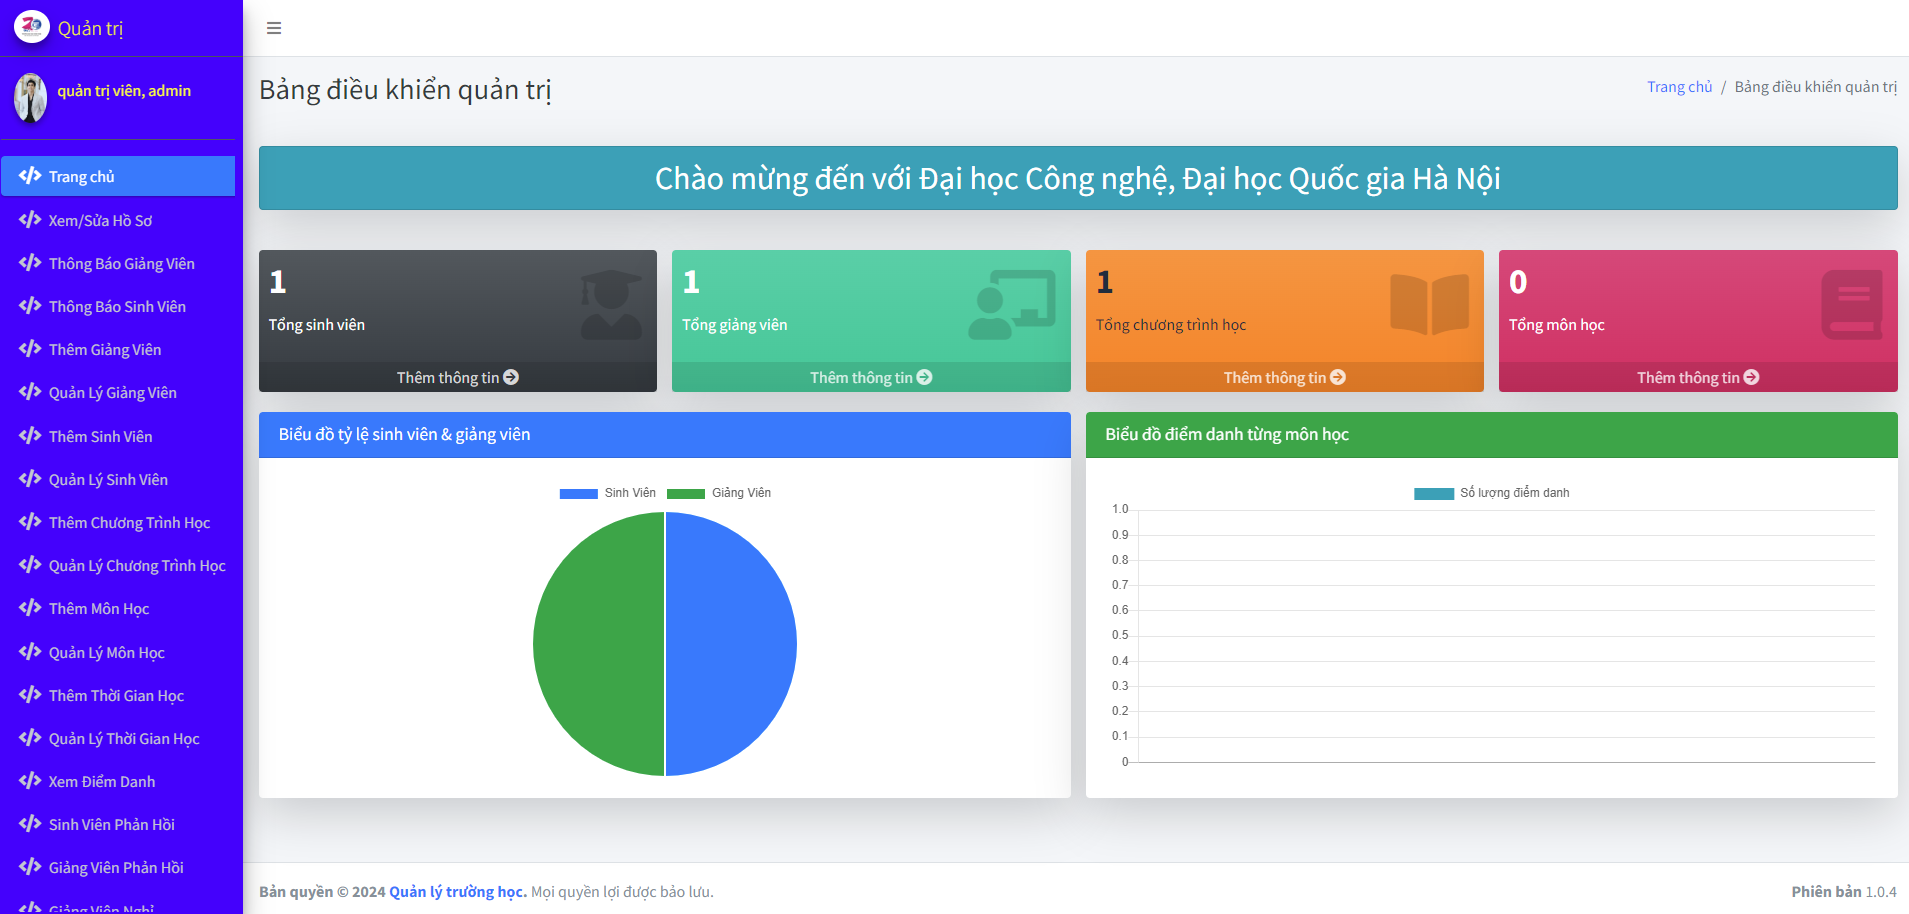 Quản trị
quản trị viên, admin
Trang chủ
Xem/Sửa Hồ Sơ
Thông Báo Giảng Viên
Thông Báo Sinh Viên
Thêm Giảng Viên
Quản Lý Giảng Viên
Thêm Sinh Viên
Quản Lý Sinh Viên
Thêm Chương Trình Học
Quản Lý Chương Trình Học
Thêm Môn Học
Quản Lý Môn Học
Thêm Thời Gian Học
Quản Lý Thời Gian Học
Xem Điểm Danh
Sinh Viên Phản Hồi
Giảng Viên Phản Hồi
Giảng Viên Nghỉ
Bảng điều khiển quản trị
Trang chủ / Bảng điều khiển quản trị
Chào mừng đến với Đại học Công nghệ, Đại học Quốc gia Hà Nội
1
Tổng sinh viên
Thêm thông tin
1
Tổng giảng viên
Thêm thông tin
1
Tổng chương trình học
Thêm thông tin
0
Tổng môn học
Thêm thông tin
Biểu đồ tỷ lệ sinh viên & giảng viên
Sinh Viên Giảng Viên
Biểu đồ điểm danh từng môn học
Số lượng điểm danh
1.0
0.9
0.8
0.7
0.6
0.5
0.4
0.3
0.2
0.1
0
Bản quyền © 2024 Quản lý trường học. Mọi quyền lợi được bảo lưu.
Phiên bản 1.0.4